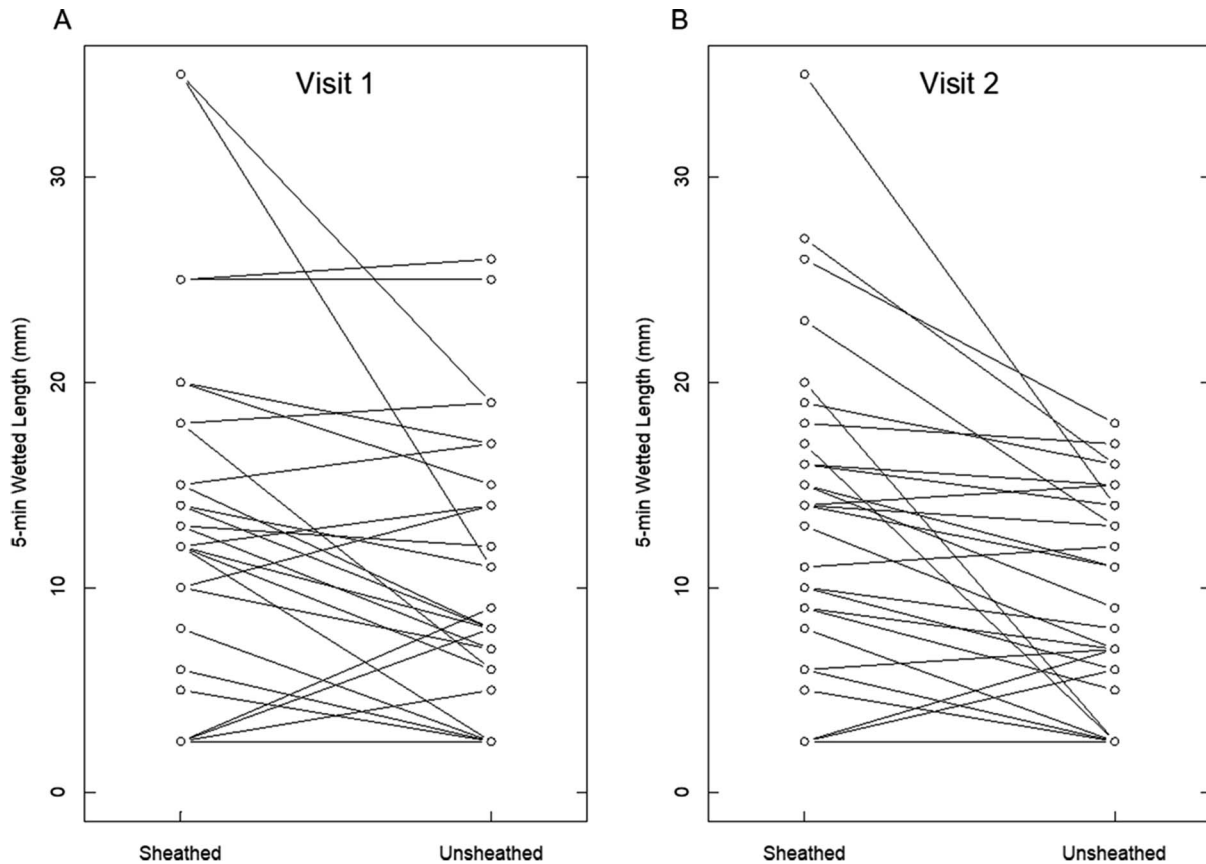 A
Visit 1
5-min Wetted Length (mm)
30
20
10
0
Sheathed Unsheathed
B
Visit 2
5-min Wetted Length (mm)
30
20
10
0
Sheathed Unsheathed